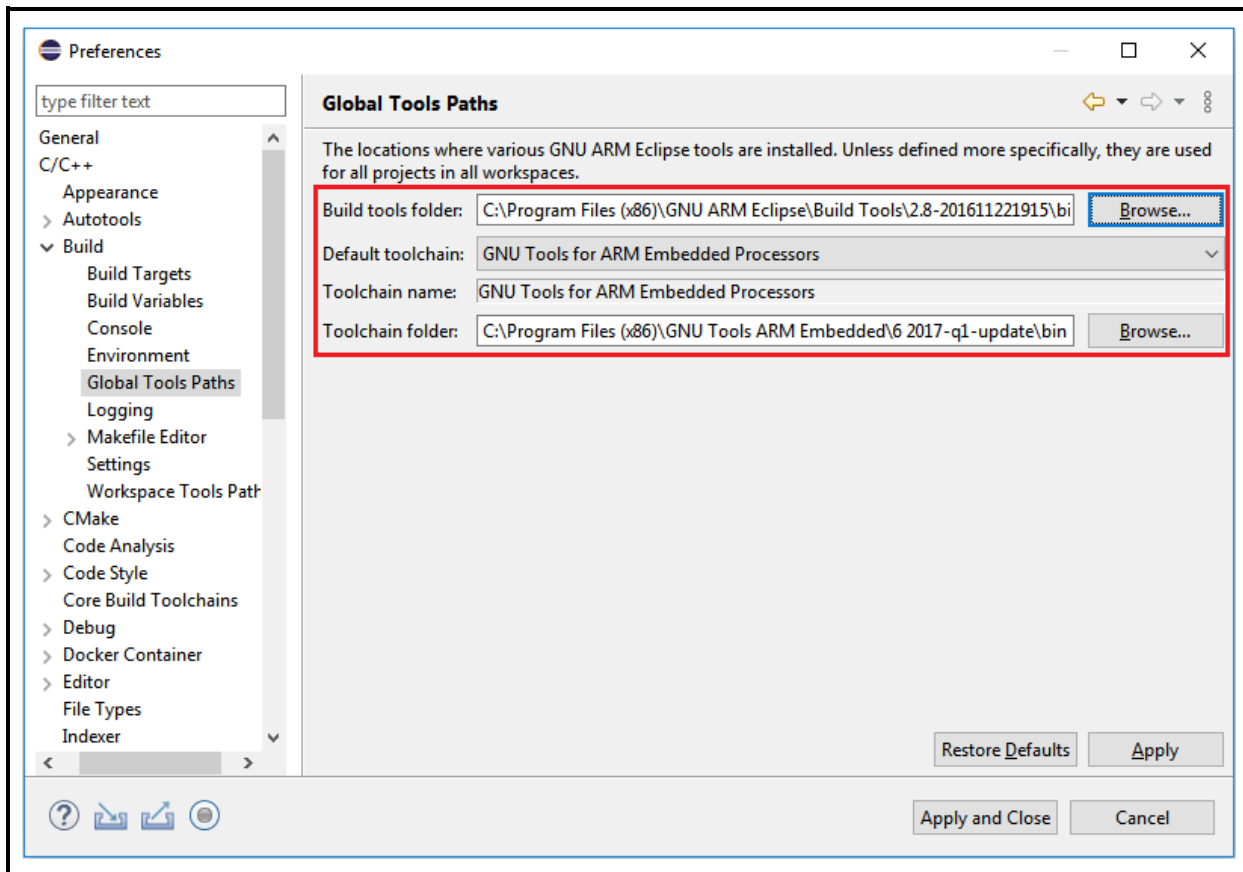 Preferences
type filter text
General
C/C++
Appearance
Autotools
Build
Build Targets
Build Variables
Console
Environment
Global Tools Paths
Logging
Makefile Editor
Settings
Workspace Tools Path
CMake
Code Analysis
Code Style
Core Build Toolchains
Debug
Docker Container
Editor
File Types
Indexer
Global Tools Paths
The locations where various GNU ARM Eclipse tools are installed. Unless defined more specifically, they are used
for all projects in all workspaces.
Build tools folder: C:\Program Files (x86)\GNU ARM Eclipse\Build Tools\2.8-201611221915\bi Browse...
Default toolchain: GNU Tools for ARM Embedded Processors
Toolchain name: GNU Tools for ARM Embedded Processors
Toolchain folder: C:\Program Files (x86)\GNU Tools ARM Embedded\6 2017-q1-update\bin Browse...
Restore Defaults Apply
? Apply and Close Cancel